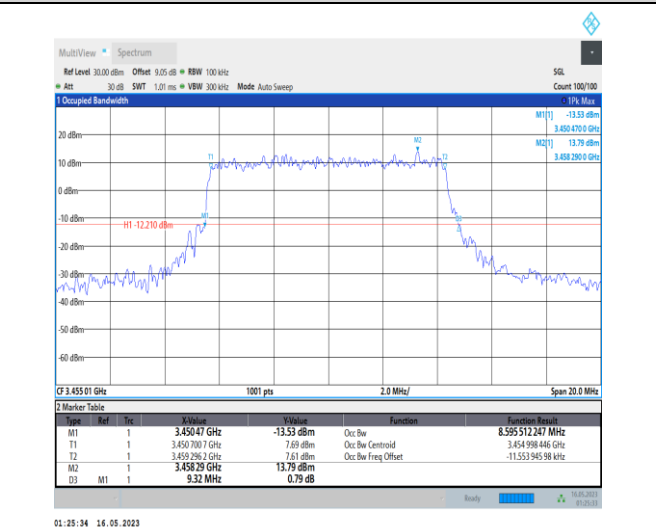 MultiView Spectrum
Ref Level 30.00 dBm Offset 9.05 dB RBW 100 kHz SGL
Att 30 dB SWT 1.01 ms VBW 300 kHz Mode Auto Sweep Count 100/100
1 Occupied Bandwidth 1Pk Max
M1[1] -13.53 dBm
3.450 470 0 GHz
20 dBm M2 M2[1] 13.79 dBm
10 dBm T1 T2 3.458 290 0 GHz
0 dBm
-10 dBm M1
H1 -12.210 dBm
-20 dBm
-30 dBm
-40 dBm
-50 dBm
-60 dBm
CF 3.455 01 GHz 1001 pts 2.0 MHz/ Span 20.0 MHz
2 Marker Table
Type Ref Trc X-Value Y-Value Function Function Result
M1 1 3.45047 GHz -13.53 dBm Occ Bw 8.595 512 247 MHz
T1 1 3.450 700 7 GHz 7.69 dBm Occ Bw Centroid 3.454 998 446 GHz
T2 1 3.459 296 2 GHz 7.61 dBm Occ Bw Freq Offset -11.553 945 98 kHz
M2 1 3.45829 GHz 13.79 dBm
D3 M1 1 9.32 MHz 0.79 dB
Ready 16.05.2023
01:25:33
01:25:34 16.05.2023